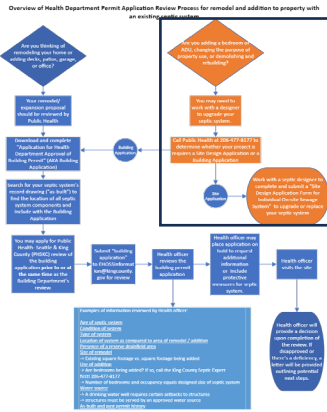 Overview of Health Department Permit Application Review Process for remodel and addition to property with
an existing septic system
Are you thinking of
remodeling your home or
adding decks, patios, garage,
or office?
Are you adding a bedroom or
ADU, changing the purpose of
property use, or demolishing and
rebuilding?
Your remodel/
expansion proposal
should be reviewed by
Public Health
You may need to
work with a designer
to upgrade your
septic system.
Download and complete
"Application for Health
Department Approval of
Building Permit" (AKA Building
Application)
Building
Application
Call Public Health at 206-477-8177 to
determine whether your project is
requires a Site Design Application or a
Building Application
Search for your septic system's
record drawing ("as built") to
find the location of all septic
system components and
include with the Building
Application
Site
Application
Work with a septic designer to
complete and submit a "Site
Design Application Form for
Individual On-site Sewage
System" to upgrade or replace
your septic system
You may apply for Public
Health- Seattle & King
County (PHSKC) review of
the building
application prior to or at
the same time as the
Building Department's
review.
Submit "building
application"
to EHOSSinformat
ion@kingcounty.
gov for review
Health officer
reviews the
building permit
application
Health officer may
place application on
hold to request
additional
information
or include
protective
measures for septic
system
Health officer
visits the site
Examples of information reviewed by Health officer:
Age of septic system
Condition of system
Type of system
Location of system as compared to area of remodel / addition
Presence of a reserve drainfield area
Size of remodel
-> Existing square footage vs. square footage being added
Use of addition
-> Are bedrooms being added? If so, call the King County Septic Expert
first! 206-477-8177
-> Number of bedrooms and occupancy equals designed size of septic system
Water source
-> A drinking water well requires certain setbacks to structures
-> structures must be served by an approved water source
As built and past permit history
Health officer will
provide a decision
upon completion of
the review. If
disapproved or
there's a deficiency, a
letter will be provided
outlining potential
next steps.